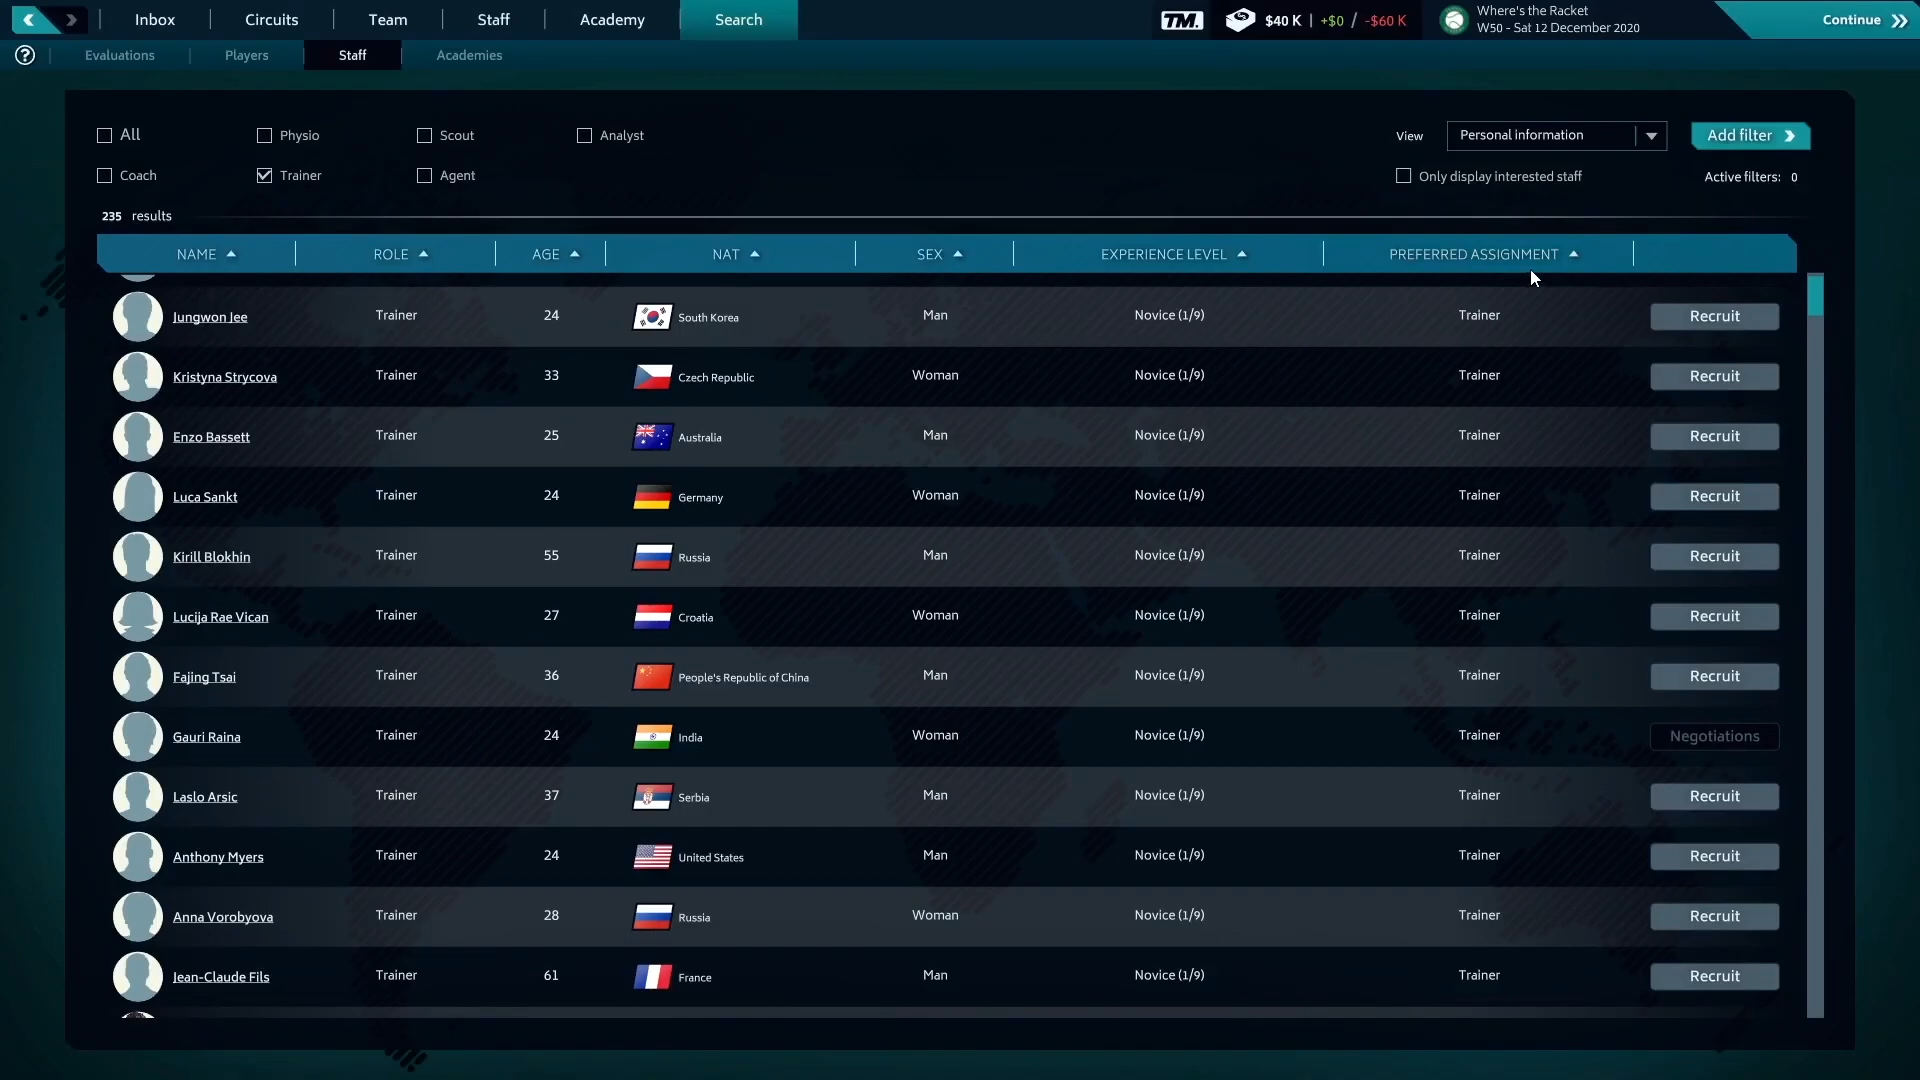 Inbox
Circuits
Team
Staff
Academy
Search
TM.
$40 K | +$0 / -$60 K
Where's the Racket
W50 - Sat 12 December 2020
Continue
?
Evaluations
Players
Staff
Academies
All
Physio
Scout
Analyst
View
Personal information
Add filter
Coach
Trainer
Agent
Only display interested staff
Active filters: 0
235 results
NAME ROLE AGE NAT SEX EXPERIENCE LEVEL PREFERRED ASSIGNMENT
Jungwon Jee Trainer 24 South Korea Man Novice (1/9) Trainer Recruit
Kristyna Strycova Trainer 33 Czech Republic Woman Novice (1/9) Trainer Recruit
Enzo Bassett Trainer 25 Australia Man Novice (1/9) Trainer Recruit
Luca Sankt Trainer 24 Germany Woman Novice (1/9) Trainer Recruit
Kirill Blokhin Trainer 55 Russia Man Novice (1/9) Trainer Recruit
Lucija Rae Vican Trainer 27 Croatia Woman Novice (1/9) Trainer Recruit
Fajing Tsai Trainer 36 People's Republic of China Man Novice (1/9) Trainer Recruit
Gauri Raina Trainer 24 India Woman Novice (1/9) Trainer Negotiations
Laslo Arsic Trainer 37 Serbia Man Novice (1/9) Trainer Recruit
Anthony Myers Trainer 24 United States Man Novice (1/9) Trainer Recruit
Anna Vorobyova Trainer 28 Russia Woman Novice (1/9) Trainer Recruit
Jean-Claude Fils Trainer 61 France Man Novice (1/9) Trainer Recruit